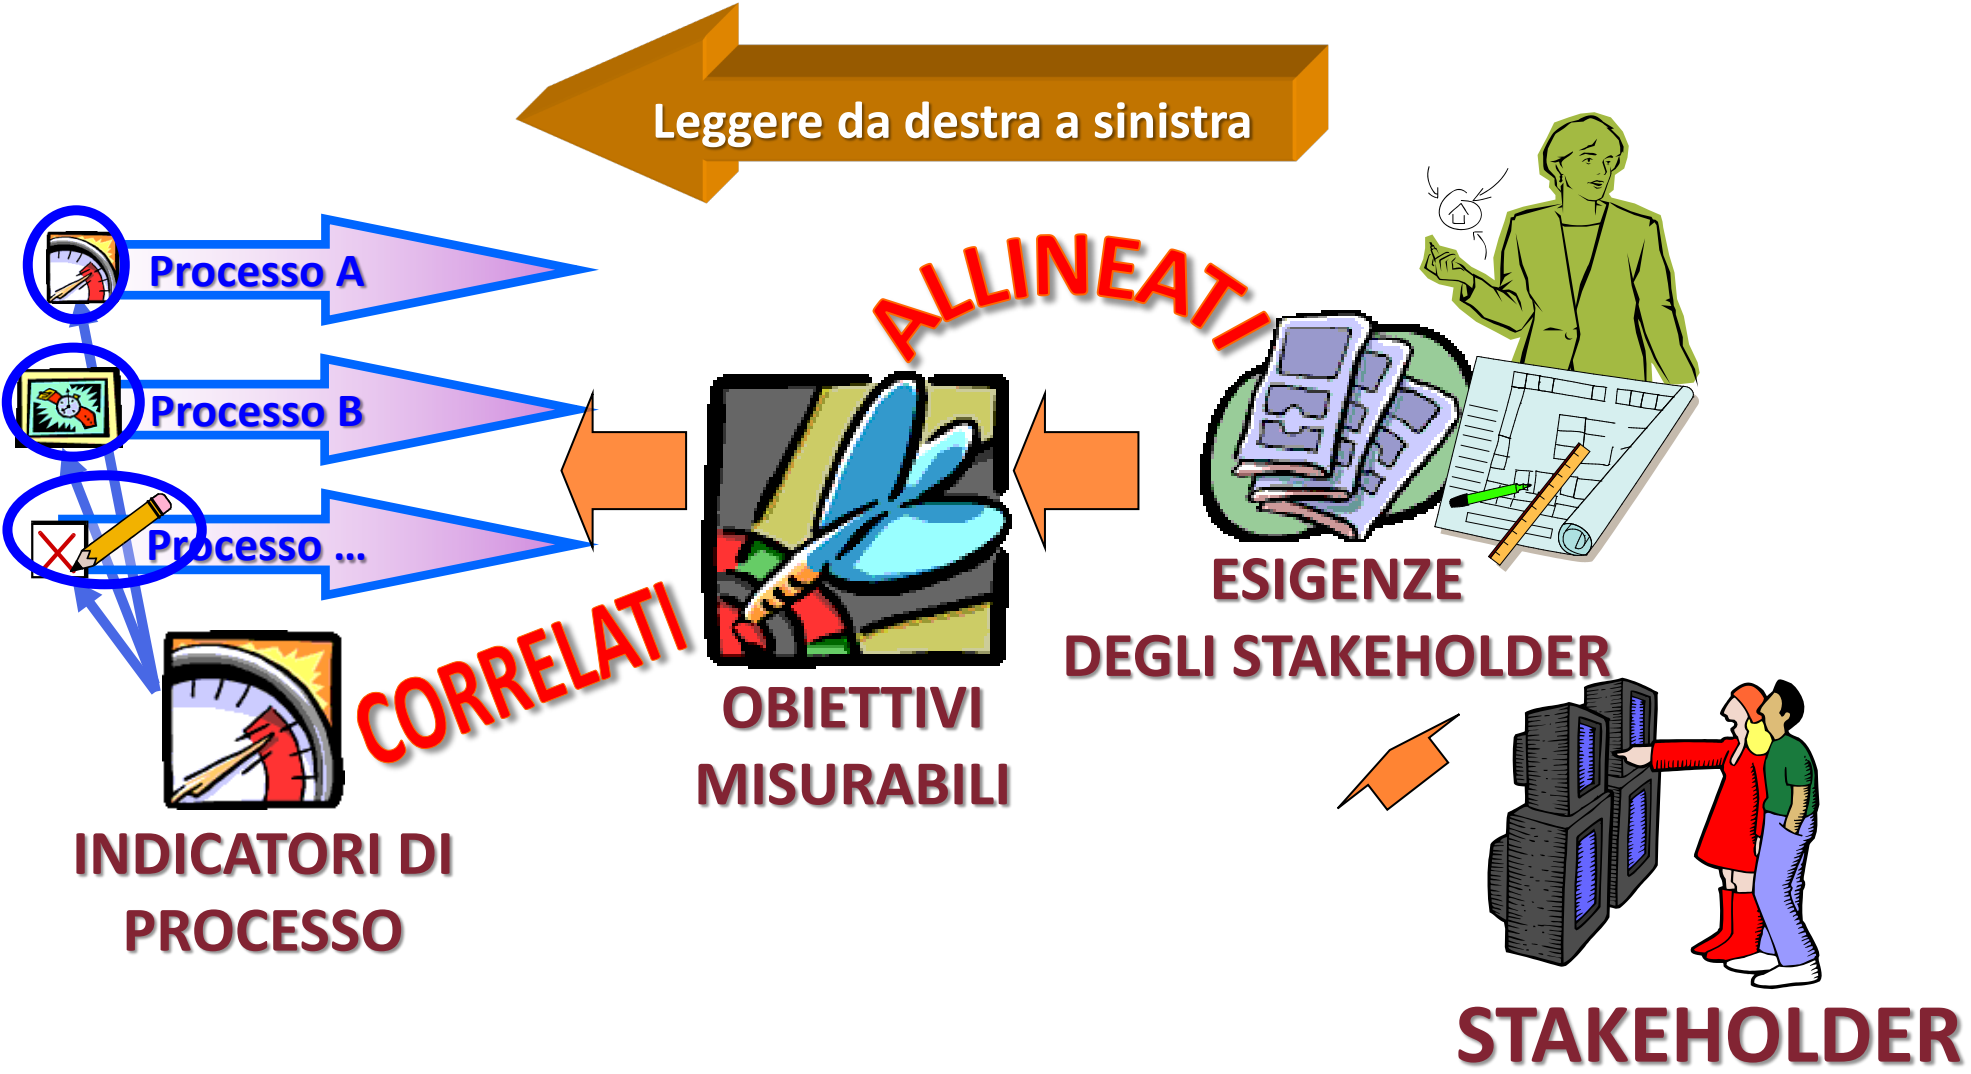 Leggere da destra a sinistra
Processo A
Processo B
Processo ...
ALLINEATI
CORRELATI
ESIGENZE
DEGLI STAKEHOLDER
OBIETTIVI
MISURABILI
INDICATORI DI
PROCESSO
STAKEHOLDER